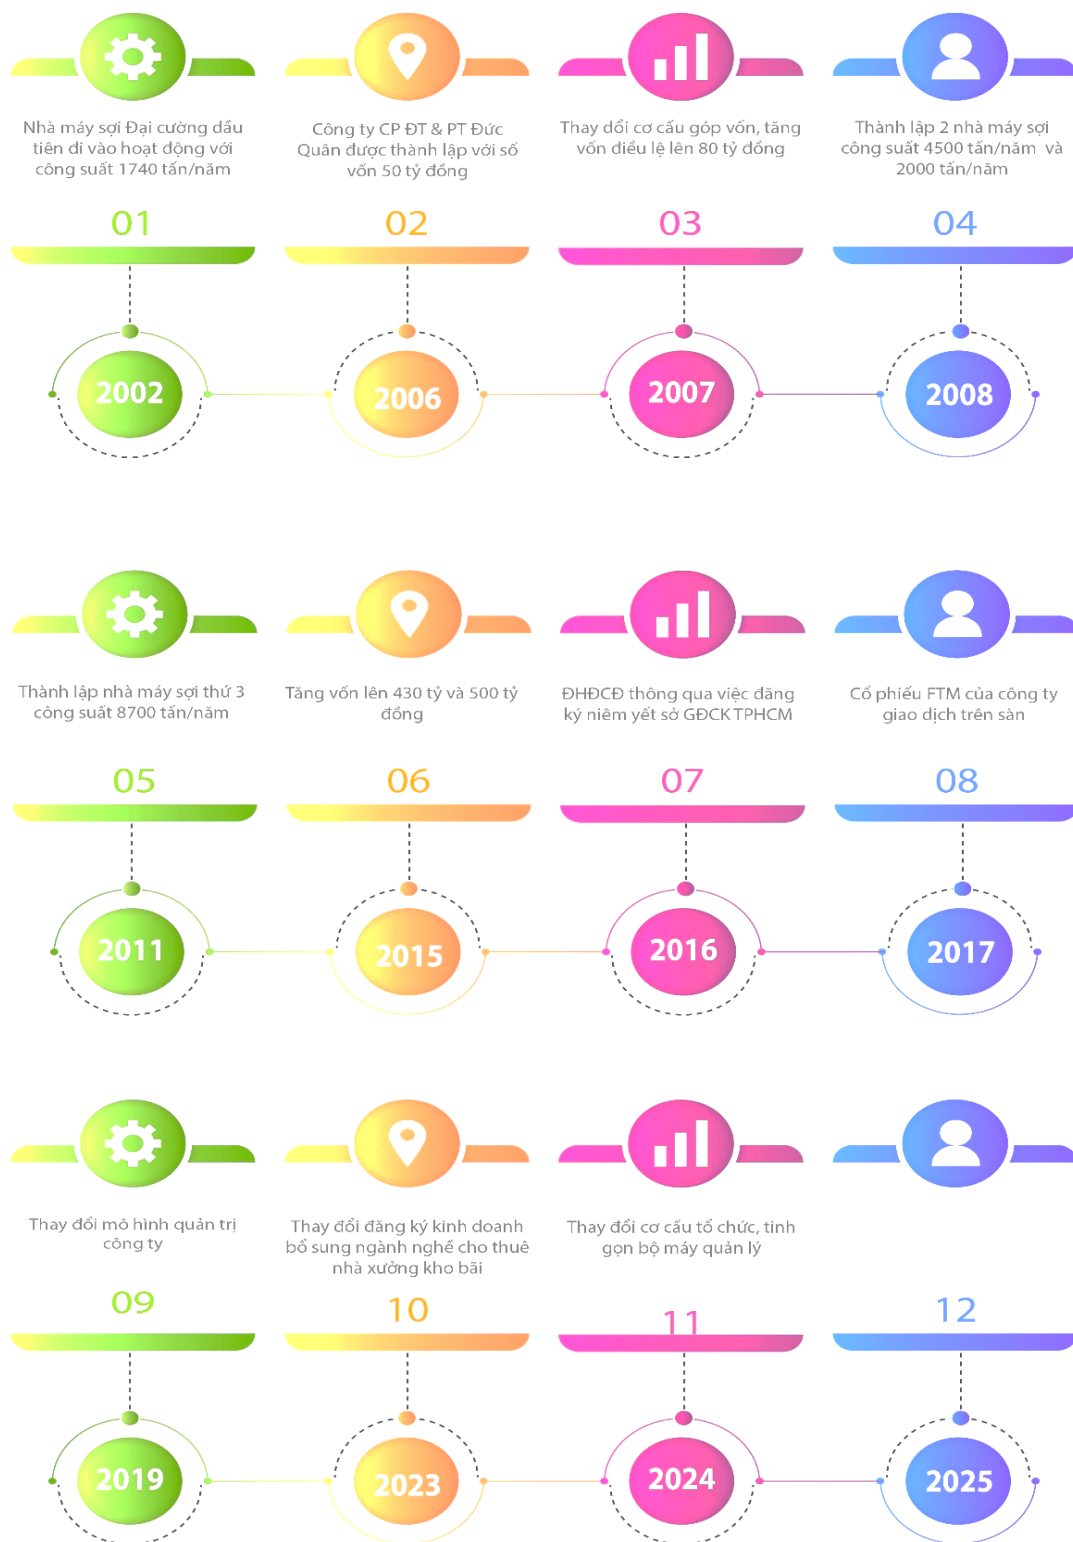 Nhà máy sợi Đại cường dầu
tiên đi vào hoạt động với
công suất 1740 tấn/năm
01
2002
Công ty CP ĐT & PT Đức
Quân được thành lập với số
vốn 50 tỷ đồng
02
2006
Thay dổi cơ cấu góp vốn, tăng
vốn điều lệ lên 80 tỷ đồng
03
2007
Thành lập 2 nhà máy sợi
công suất 4500 tấn/năm và
2000 tấn/năm
04
2008
Thành lập nhà máy sợi thứ 3
công suất 8700 tấn/năm
05
2011
Tăng vốn lên 430 tỷ và 500 tỷ
đồng
06
2015
ĐHĐCĐ thông qua việc đăng
ký niêm yết sở GĐCK TPHCM
07
2016
Cổ phiếu FTM của công ty
giao dịch trên sàn
08
2017
Thay đổi mô hình quản trị
công ty
09
2019
Thay đổi đăng ký kinh doanh
bổ sung ngành nghề cho thuê
nhà xưởng kho bãi
10
2023
Thay đổi cơ cấu tổ chức, tinh
gọn bộ máy quản lý
11
2024
12
2025